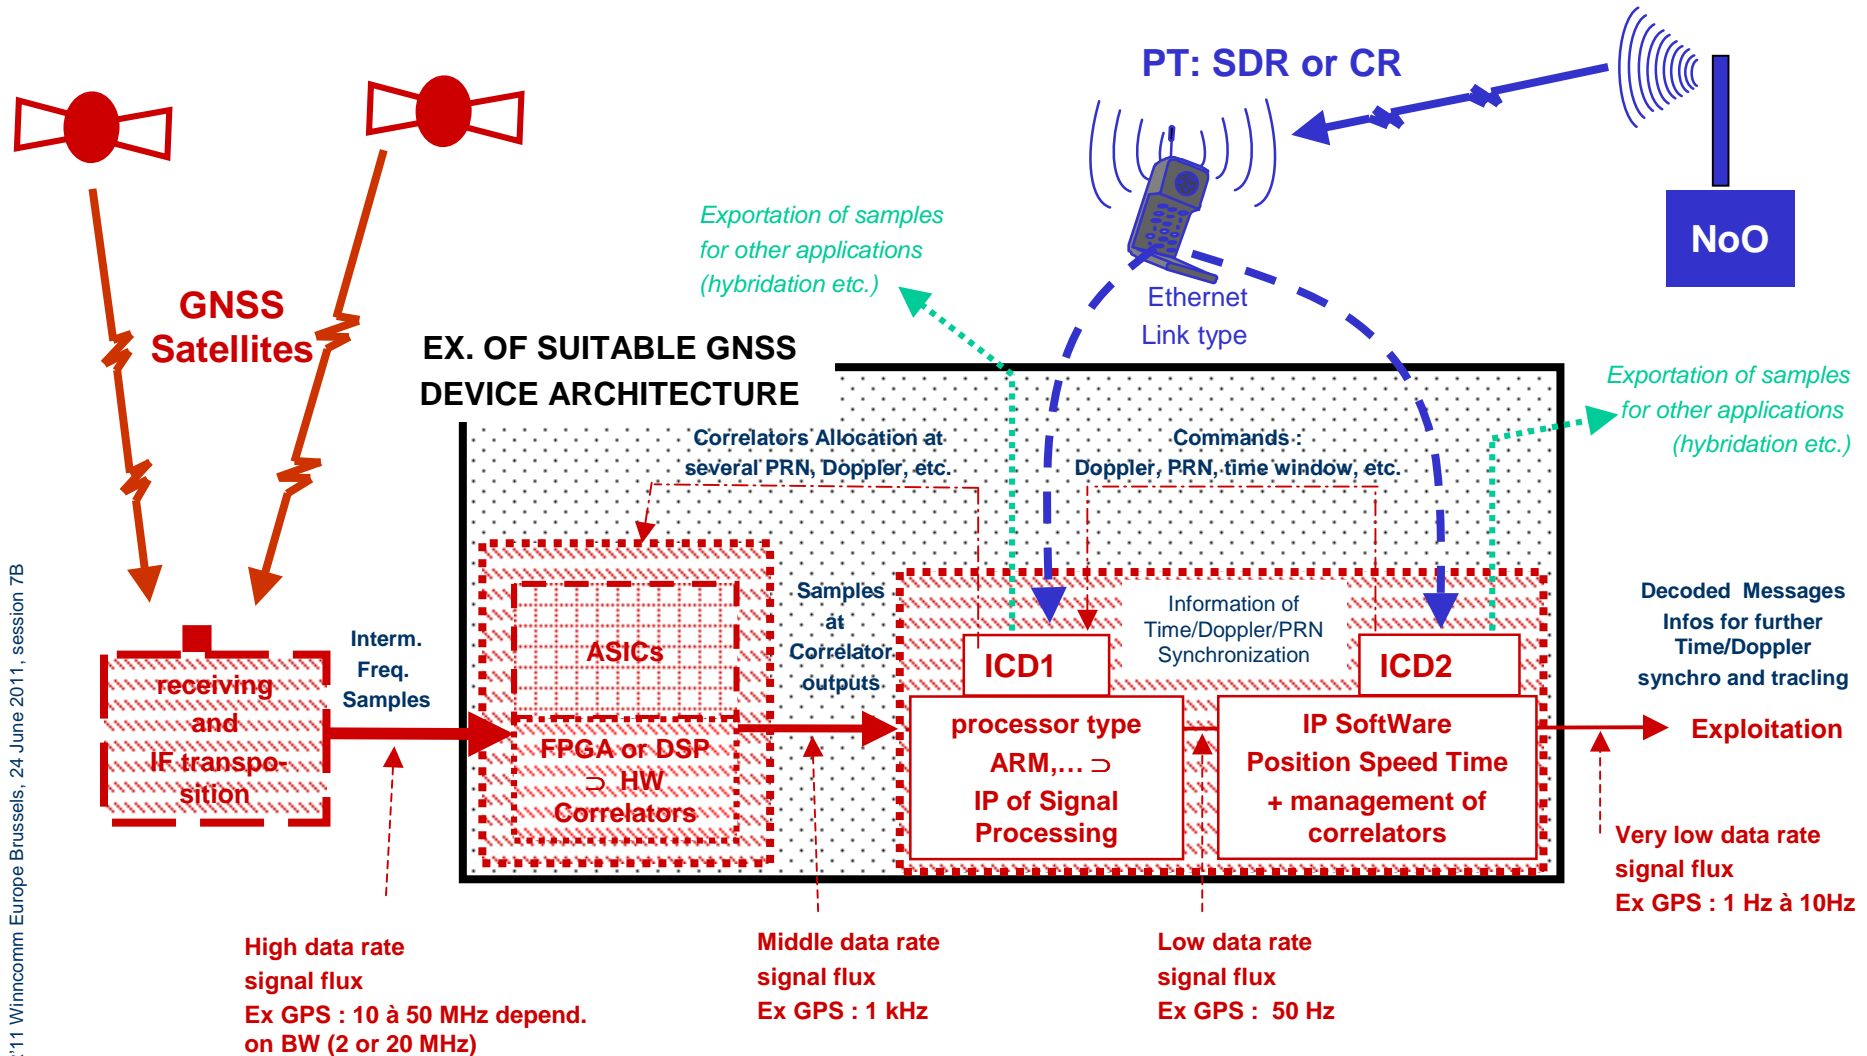 PT: SDR or CR
NoO
Exportation of samples
for other applications
(hybridation etc.)
Ethernet
Link type
GNSS
Satellites
EX. OF SUITABLE GNSS
DEVICE ARCHITECTURE
Exportation of samples
for other applications
(hybridation etc.)
Correlators Allocation at
several PRN, Doppler, etc.
Commands :
Doppler, PRN, time window, etc.
receiving
and
IF transpo-
sition
Interm.
Freq.
Samples
ASICs
FPGA or DSP
⊃ HW
Correlators
Samples
at
Correlator
outputs
Information of
Time/Doppler/PRN
Synchronization
ICD1
ICD2
processor type
ARM,... ⊃
IP of Signal
Processing
IP SoftWare
Position Speed Time
+ management of
correlators
Decoded Messages
Infos for further
Time/Doppler
synchro and tracling
Exploitation
High data rate
signal flux
Ex GPS : 10 à 50 MHz depend.
on BW (2 or 20 MHz)
Middle data rate
signal flux
Ex GPS : 1 kHz
Low data rate
signal flux
Ex GPS : 50 Hz
Very low data rate
signal flux
Ex GPS : 1 Hz à 10Hz
'11 Winncomm Europe Brussels, 24 June 2011, session 7B